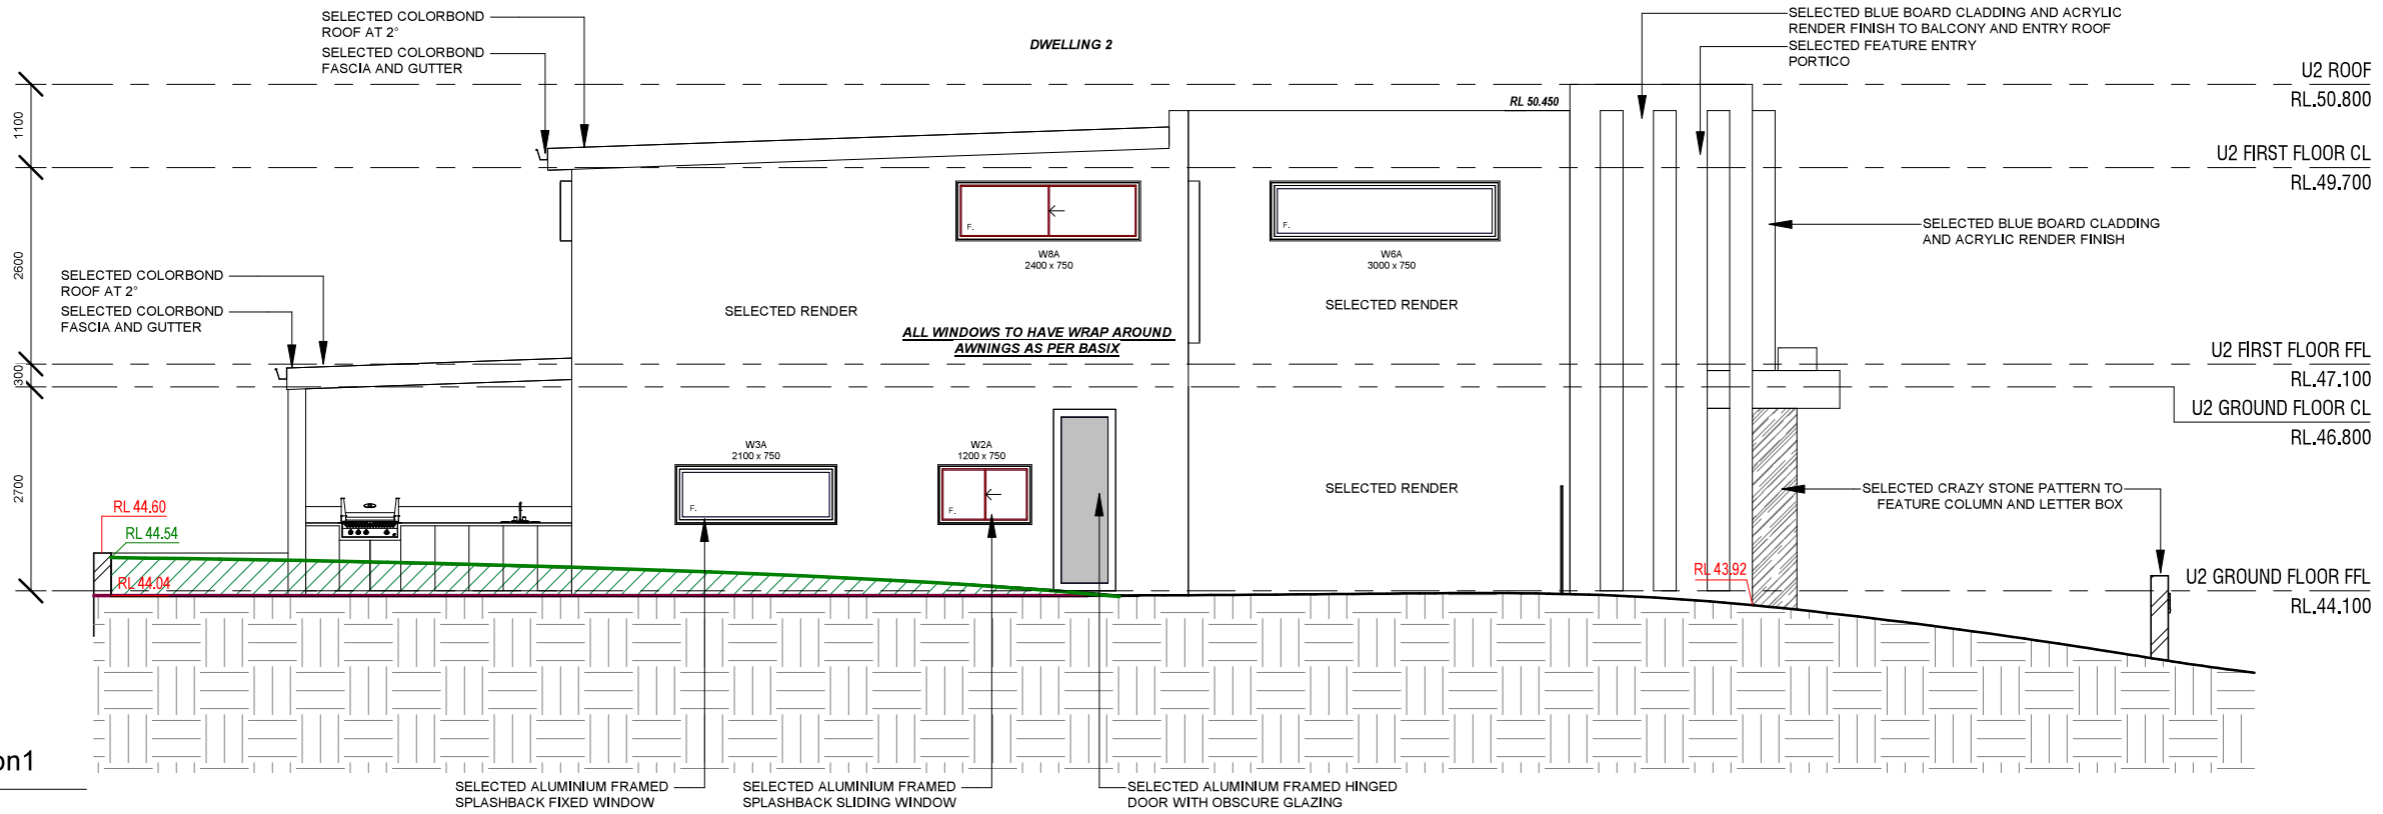 SELECTED COLORBOND
ROOF AT 2°
SELECTED COLORBOND
FASCIA AND GUTTER
DWELLING 2
SELECTED BLUE BOARD CLADDING AND ACRYLIC
RENDER FINISH TO BALCONY AND ENTRY ROOF
SELECTED FEATURE ENTRY
PORTICO
U2 ROOF
RL.50.800
RL 50.450
1100
U2 FIRST FLOOR CL
RL.49.700
SELECTED BLUE BOARD CLADDING
AND ACRYLIC RENDER FINISH
F.
W8A
2400 x 750
F.
W6A
3000 x 750
2600
SELECTED COLORBOND
ROOF AT 2°
SELECTED COLORBOND
FASCIA AND GUTTER
SELECTED RENDER
SELECTED RENDER
ALL WINDOWS TO HAVE WRAP AROUND
AWNINGS AS PER BASIX
U2 FIRST FLOOR FFL
RL.47.100
300
U2 GROUND FLOOR CL
RL.46.800
W3A
2100 x 750
F.
W2A
1200 x 750
F.
2700
SELECTED RENDER
SELECTED CRAZY STONE PATTERN TO
FEATURE COLUMN AND LETTER BOX
RL 44.60
RL 44.54
RL 44.04
RL 43.92
U2 GROUND FLOOR FFL
RL.44.100
on1
SELECTED ALUMINIUM FRAMED
SPLASHBACK FIXED WINDOW
SELECTED ALUMINIUM FRAMED
SPLASHBACK SLIDING WINDOW
SELECTED ALUMINIUM FRAMED HINGED
DOOR WITH OBSCURE GLAZING